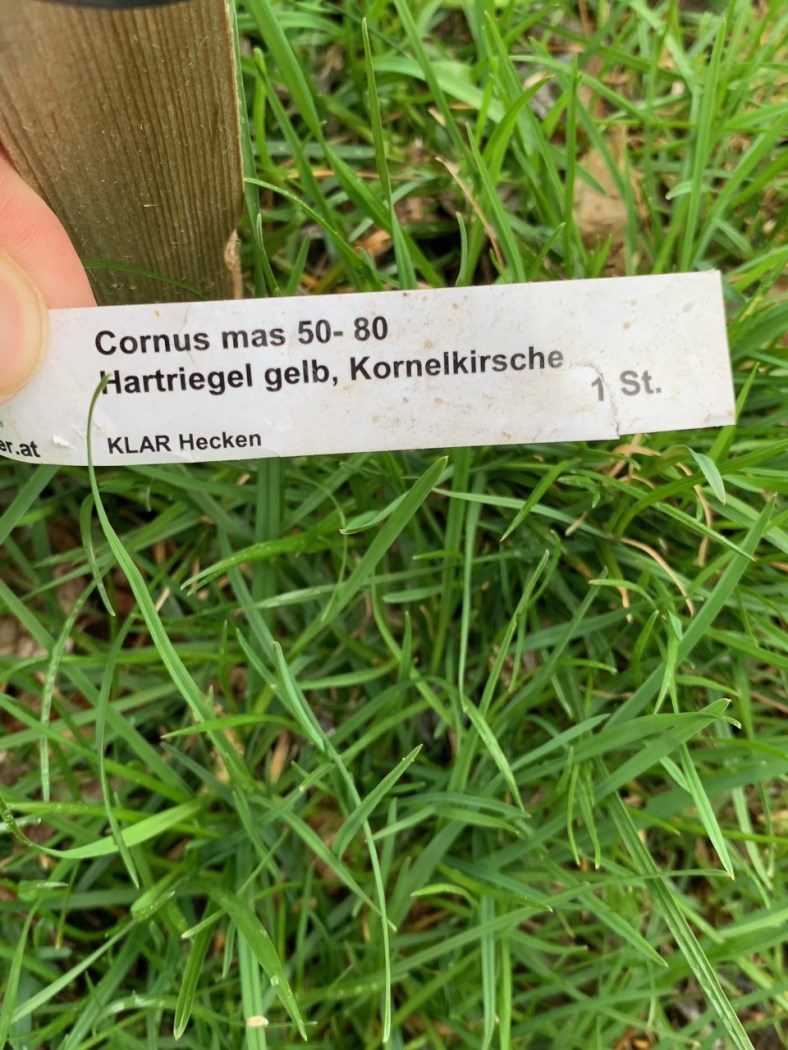 Cornus mas 50- 80
Hartriegel gelb, Kornelkirsche
1 St.
er.at
KLAR Hecken